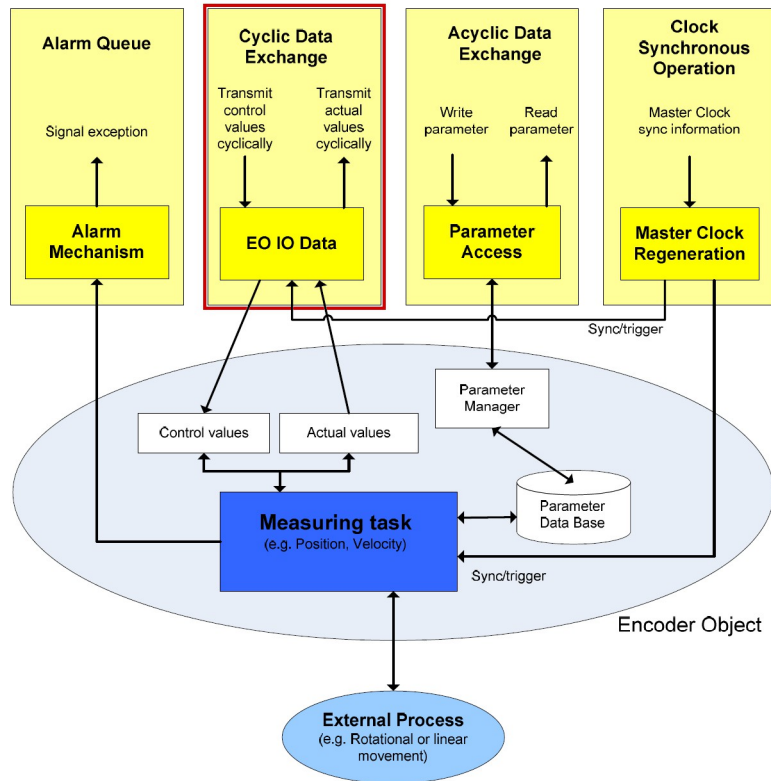 Alarm Queue
Signal exception
Alarm
Mechanism
Cyclic Data
Exchange
Transmit
control
values
cyclically
Transmit
actual
values
cyclically
EO IO Data
Acyclic Data
Exchange
Write
parameter
Read
parameter
Parameter
Access
Clock
Synchronous
Operation
Master Clock
sync information
Master Clock
Regeneration
Sync/trigger
Parameter
Manager
Control values
Actual values
Parameter
Data Base
Measuring task
(e.g. Position, Velocity)
Sync/trigger
Encoder Object
External Process
(e.g. Rotational or linear
movement)